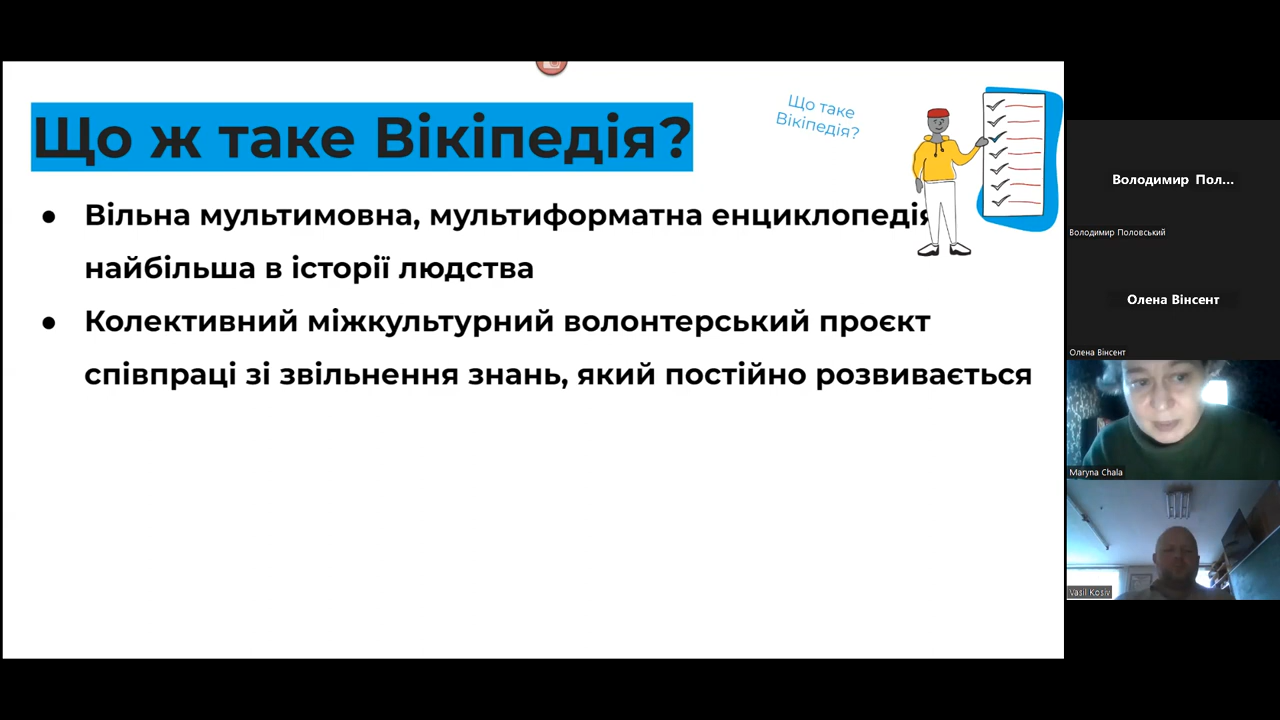 Що ж таке Вікіпедія?
Що таке
Вікіпедія?
Вільна мультимовна, мультиформатна енциклопедія
найбільша в історії людства
Колективний міжкультурний волонтерський проєкт
співпраці зі звільнення знань, який постійно розвивається
Володимир Пол...
Володимир Половський
Олена Вінсент
Олена Вінсент
Maryna Chala
Vasil Kosiv